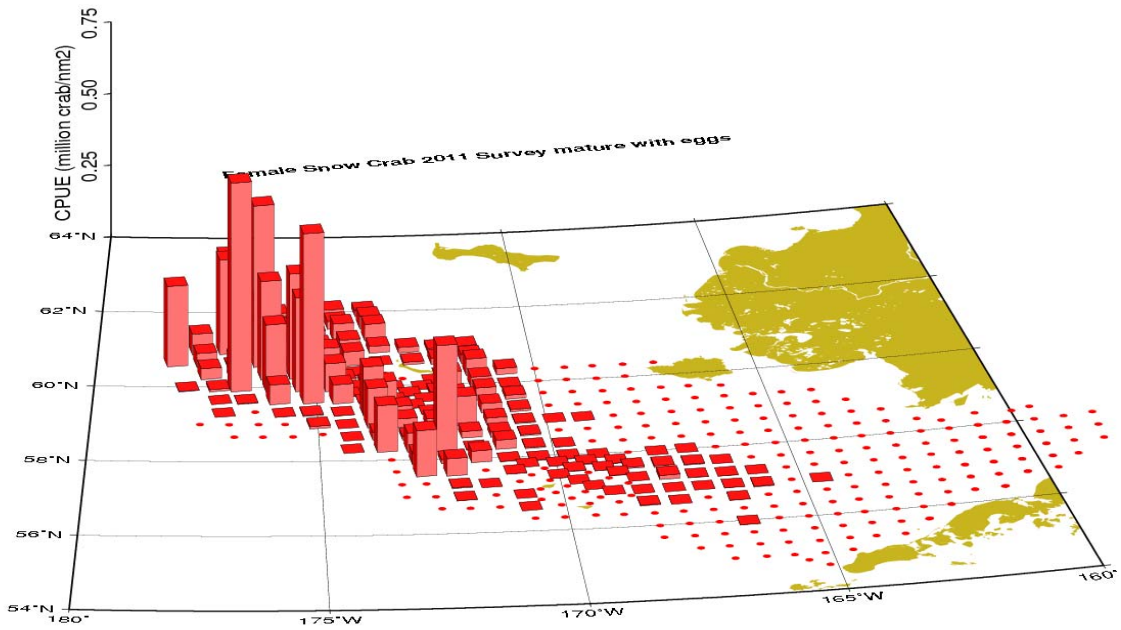 0.75
0.50
0.25
CPUE (million crab/nm2)
Female Snow Crab 2011 Survey mature with eggs
64°N
62°N
60°N
58°N
56°N
54°N
180°
175°W
170°W
165°W
160°